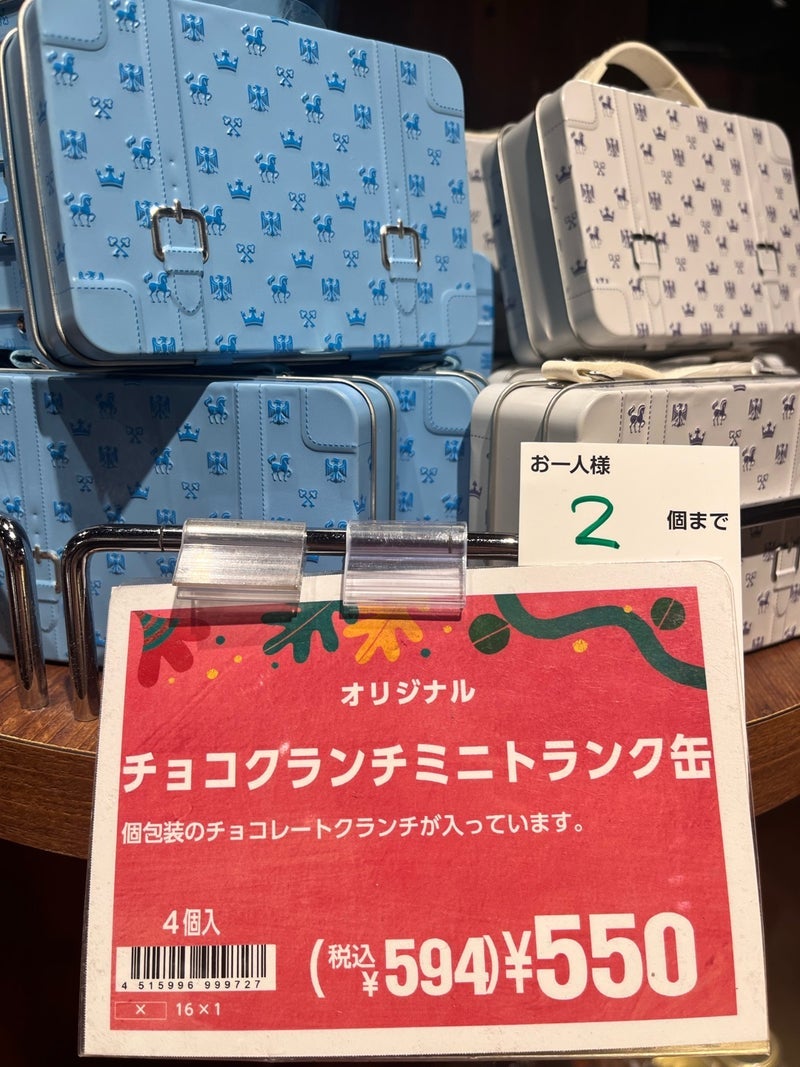 お一人様
2 個まで
オリジナル
チョコクランチミニトランク缶
個包装のチョコレートクランチが入っています。
4個入
(税込¥594)¥550
4 515996 999727
× 16×1